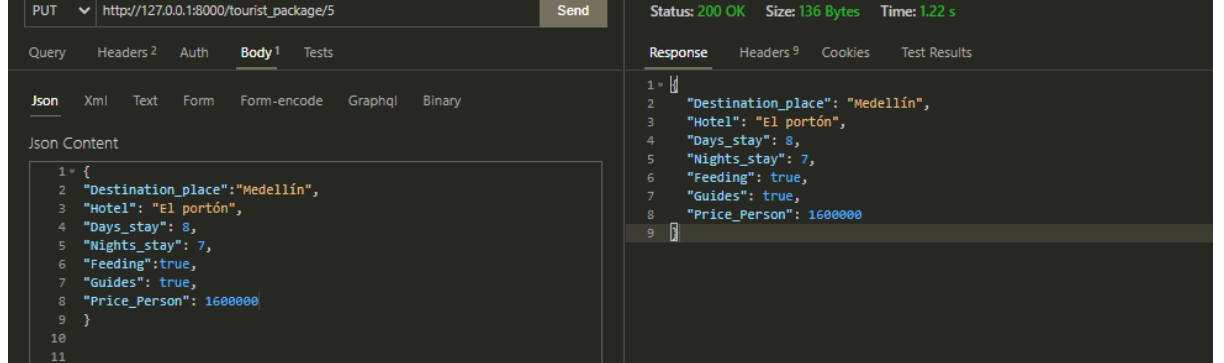 PUT http://127.0.0.1:8000/tourist_package/5 Send
Query Headers 2 Auth Body 1 Tests
Json Xml Text Form Form-encode Graphql Binary
Json Content
1 {
2 "Destination_place":"Medellín",
3 "Hotel": "El portón",
4 "Days_stay": 8,
5 "Nights_stay": 7,
6 "Feeding":true,
7 "Guides": true,
8 "Price_Person": 1600000
9 }
10
11
Status: 200 OK Size: 136 Bytes Time: 1.22 s
Response Headers 9 Cookies Test Results
1 {
2 "Destination_place": "Medellín",
3 "Hotel": "El portón",
4 "Days_stay": 8,
5 "Nights_stay": 7,
6 "Feeding": true,
7 "Guides": true,
8 "Price_Person": 1600000
9 }